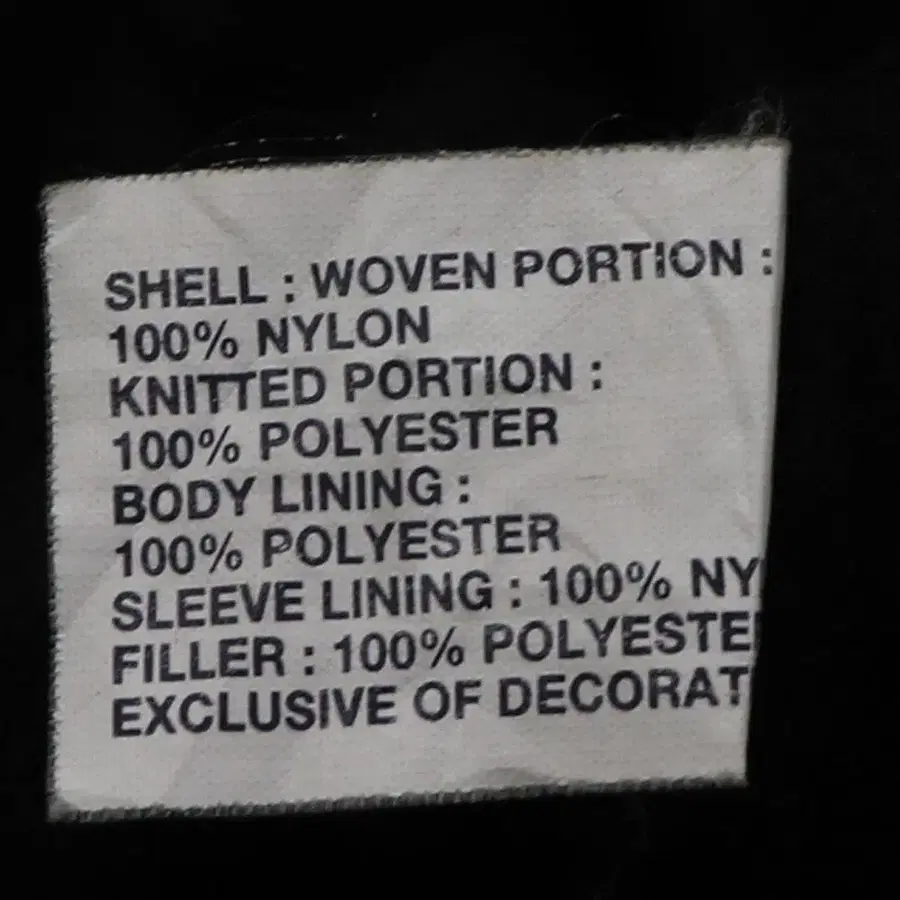 SHELL : WOVEN PORTION :
100% NYLON
KNITTED PORTION :
100% POLYESTER
BODY LINING :
100% POLYESTER
SLEEVE LINING : 100% NY
FILLER : 100% POLYESTE
EXCLUSIVE OF DECORAT